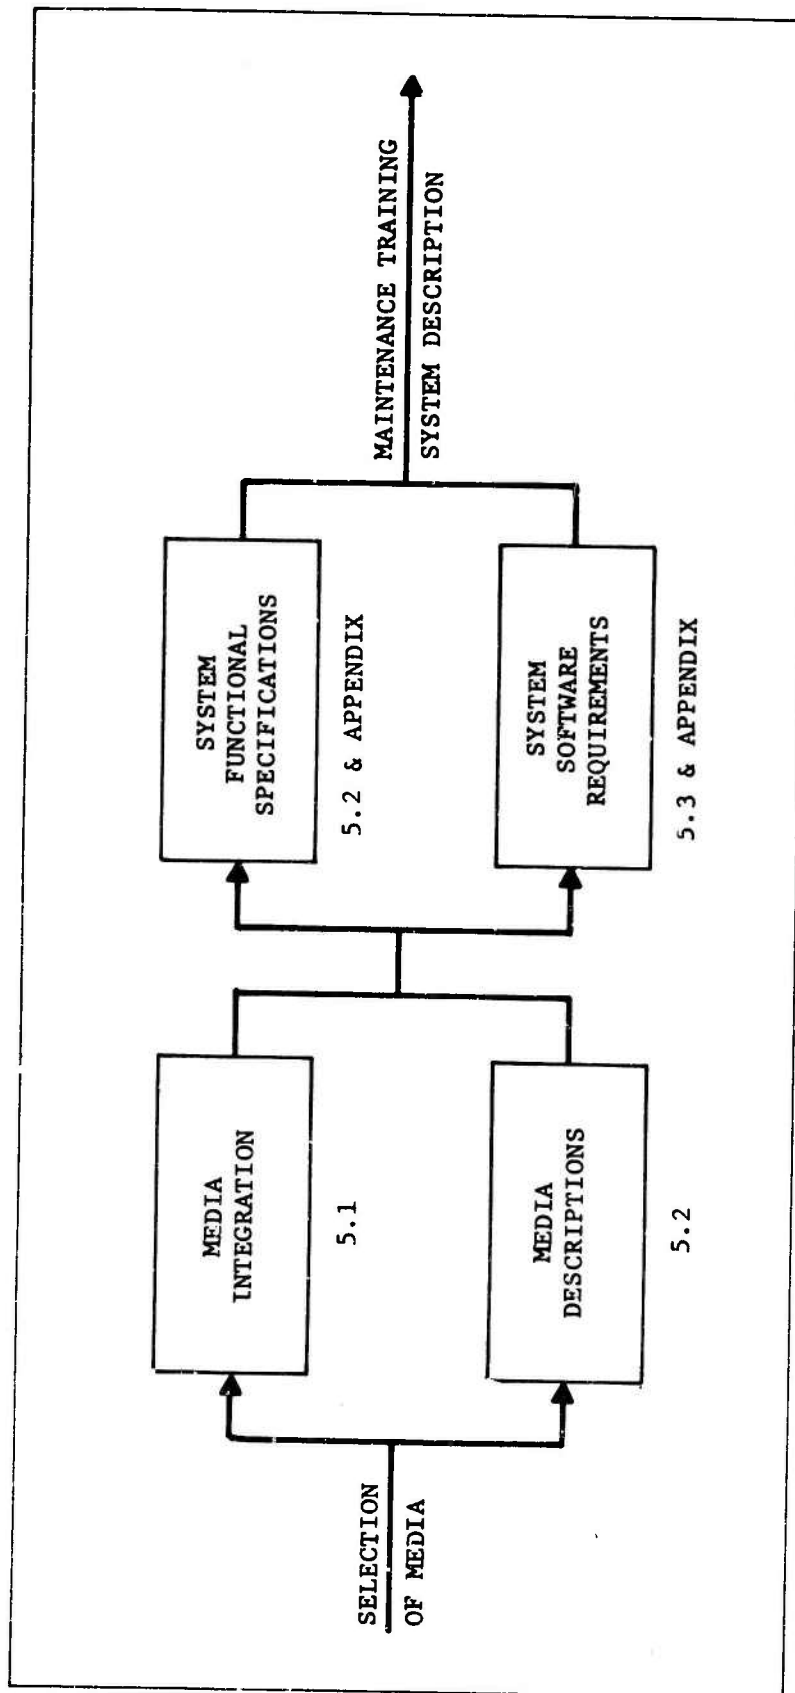 SELECTION
OF MEDIA
MEDIA
INTEGRATION
5.1
MEDIA
DESCRIPTIONS
5.2
SYSTEM
FUNCTIONAL
SPECIFICATIONS
5.2 & APPENDIX
SYSTEM
SOFTWARE
REQUIREMENTS
5.3 & APPENDIX
MAINTENANCE TRAINING
SYSTEM DESCRIPTION